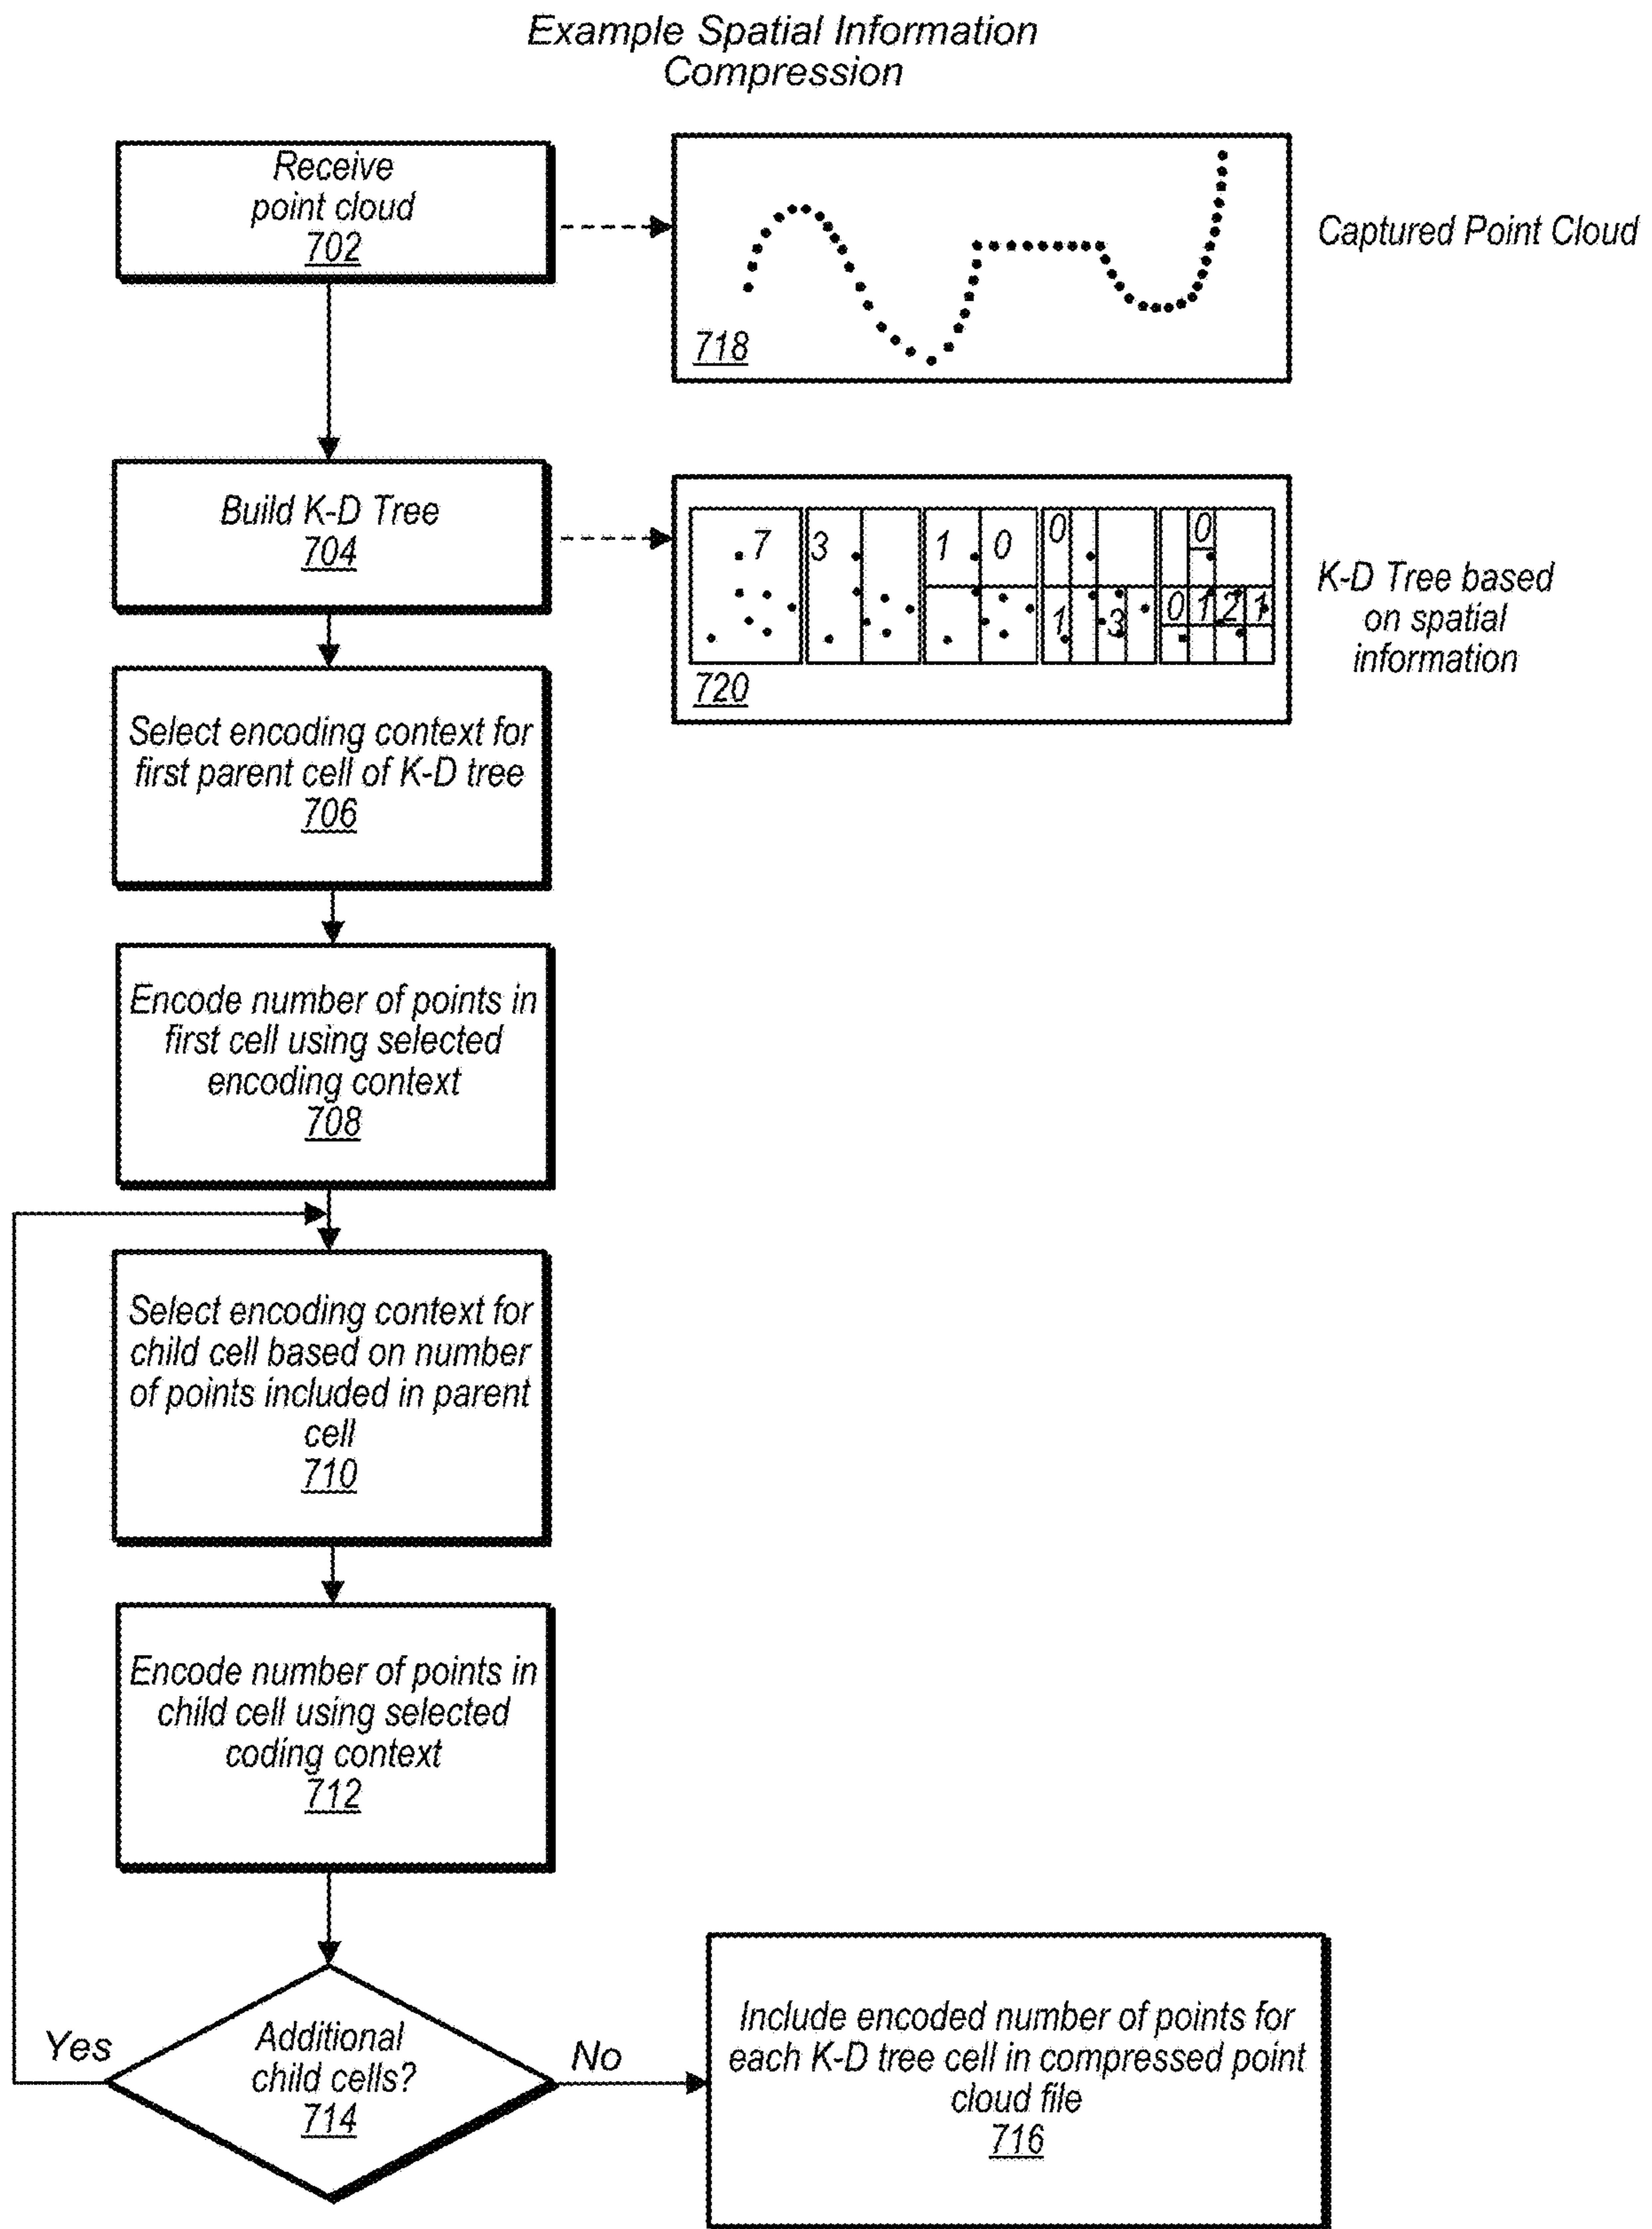 Example Spatial Information
Compression
Receive
point cloud
702
718
Captured Point Cloud
Build K-D Tree
704
7 3 1 0 0 0
1 3 0 1 2 1
720
K-D Tree based
on spatial
information
Select encoding context for
first parent cell of K-D tree
706
Encode number of points in
first cell using selected
encoding context
708
Select encoding context for
child cell based on number
of points included in parent
cell
710
Encode number of points in
child cell using selected
coding context
712
Additional
child cells?
714
Yes
No
Include encoded number of points for
each K-D tree cell in compressed point
cloud file
716